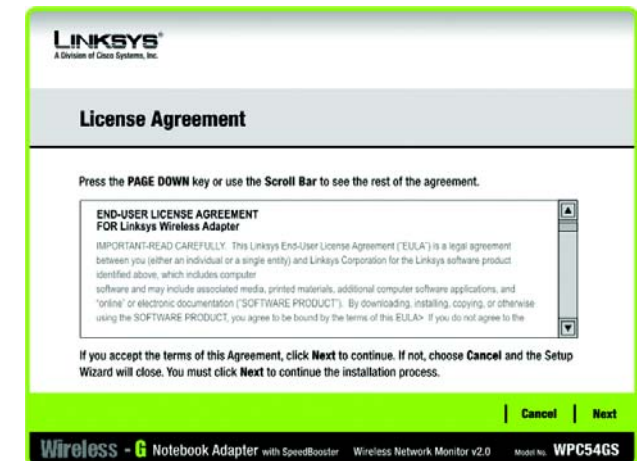 LINKSYS®
A Division of Cisco Systems, Inc.
License Agreement
Press the PAGE DOWN key or use the Scroll Bar to see the rest of the agreement.
END-USER LICENSE AGREEMENT
FOR Linksys Wireless Adapter
IMPORTANT-READ CAREFULLY. This Linksys End-User License Agreement ("EULA") is a legal agreement
between you (either an individual or a single entity) and Linksys Corporation for the Linksys software product
identified above, which includes computer
software and may include associated media, printed materials, additional computer software applications, and
"online" or electronic documentation ("SOFTWARE PRODUCT"). By downloading, installing, copying, or otherwise
using the SOFTWARE PRODUCT, you agree to be bound by the terms of this EULA> If you do not agree to the
If you accept the terms of this Agreement, click Next to continue. If not, choose Cancel and the Setup
Wizard will close. You must click Next to continue the installation process.
Cancel Next
Wireless - G Notebook Adapter with SpeedBooster Wireless Network Monitor v2.0 Model No. WPC54GS